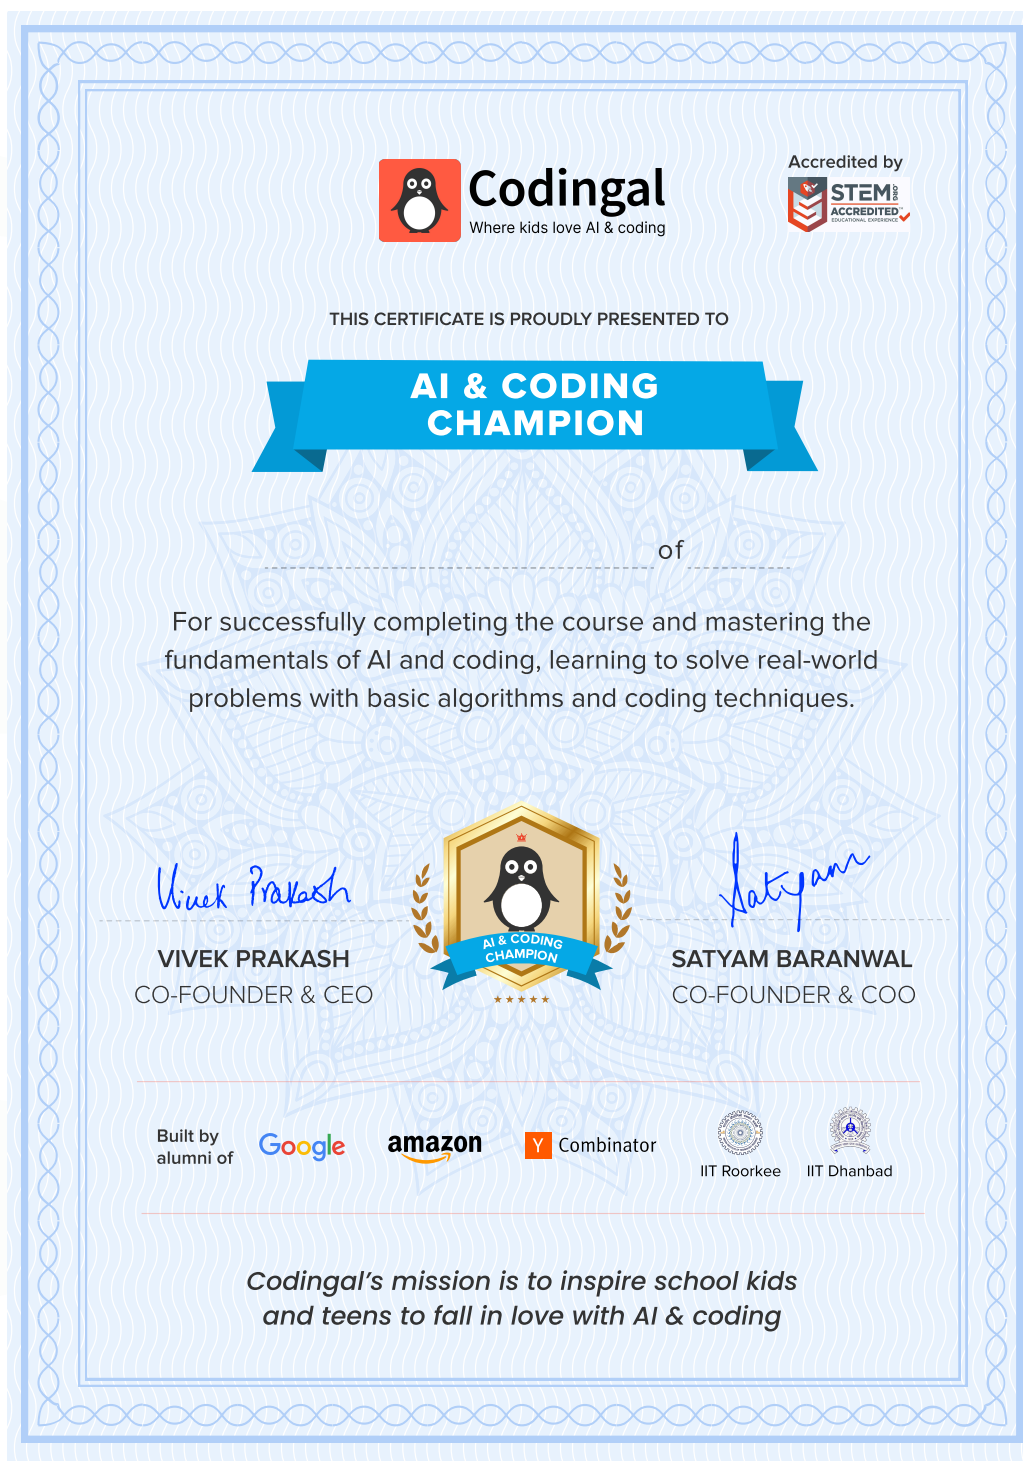 Codingal
Where kids love AI & coding
Accredited by
STEM.ORG
ACCREDITED™
EDUCATIONAL EXPERIENCE
THIS CERTIFICATE IS PROUDLY PRESENTED TO
AI & CODING
CHAMPION
of
For successfully completing the course and mastering the
fundamentals of AI and coding, learning to solve real-world
problems with basic algorithms and coding techniques.
Vivek Prakash
Satyam
AI & CODING
CHAMPION
VIVEK PRAKASH
CO-FOUNDER & CEO
SATYAM BARANWAL
CO-FOUNDER & COO
Built by
alumni of
Google
amazon
Y Combinator
IIT Roorkee
IIT Dhanbad
Codingal's mission is to inspire school kids
and teens to fall in love with AI & coding